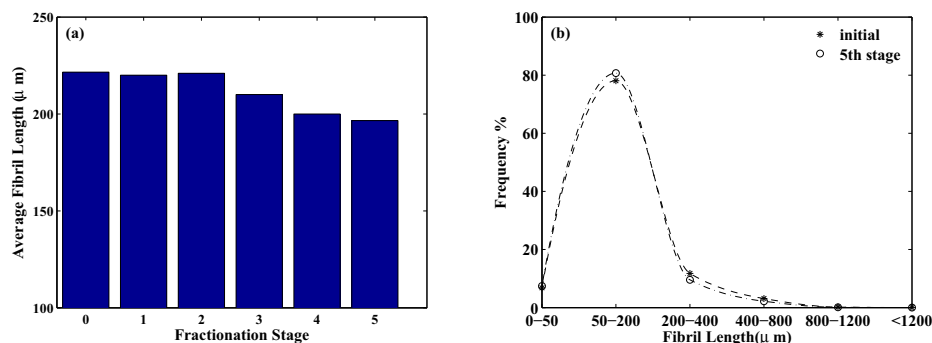 250
200
150
100
Average Fibril Length (μ m)
(a)
0 1 2 3 4 5
Fractionation Stage
100
80
60
40
20
0
Frequency %
(b)
initial
5th stage
0−50 50−200 200−400 400−800 800−1200 <1200
Fibril Length(μ m)